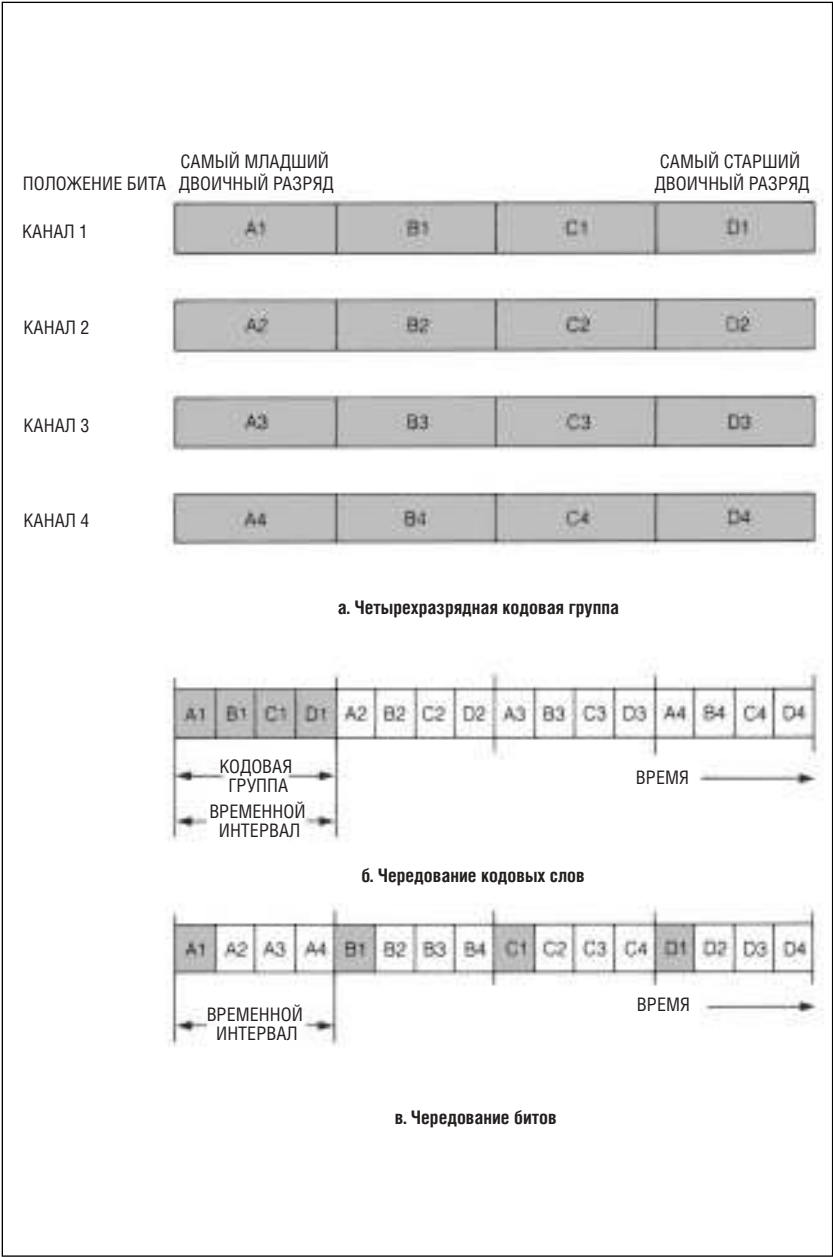 САМЫЙ МЛАДШИЙ САМЫЙ СТАРШИЙ
ПОЛОЖЕНИЕ БИТА ДВОИЧНЫЙ РАЗРЯД ДВОИЧНЫЙ РАЗРЯД
КАНАЛ 1 A1 B1 C1 D1
КАНАЛ 2 A2 B2 C2 D2
КАНАЛ 3 A3 B3 C3 D3
КАНАЛ 4 A4 B4 C4 D4
а. Четырехразрядная кодовая группа
A1 B1 C1 D1 A2 B2 C2 D2 A3 B3 C3 D3 A4 B4 C4 D4
КОДОВАЯ ВРЕМЯ
ГРУППА
ВРЕМЕННОЙ
ИНТЕРВАЛ
б. Чередование кодовых слов
A1 A2 A3 A4 B1 B2 B3 B4 C1 C2 C3 C4 D1 D2 D3 D4
ВРЕМЕННОЙ ВРЕМЯ
ИНТЕРВАЛ
в. Чередование битов